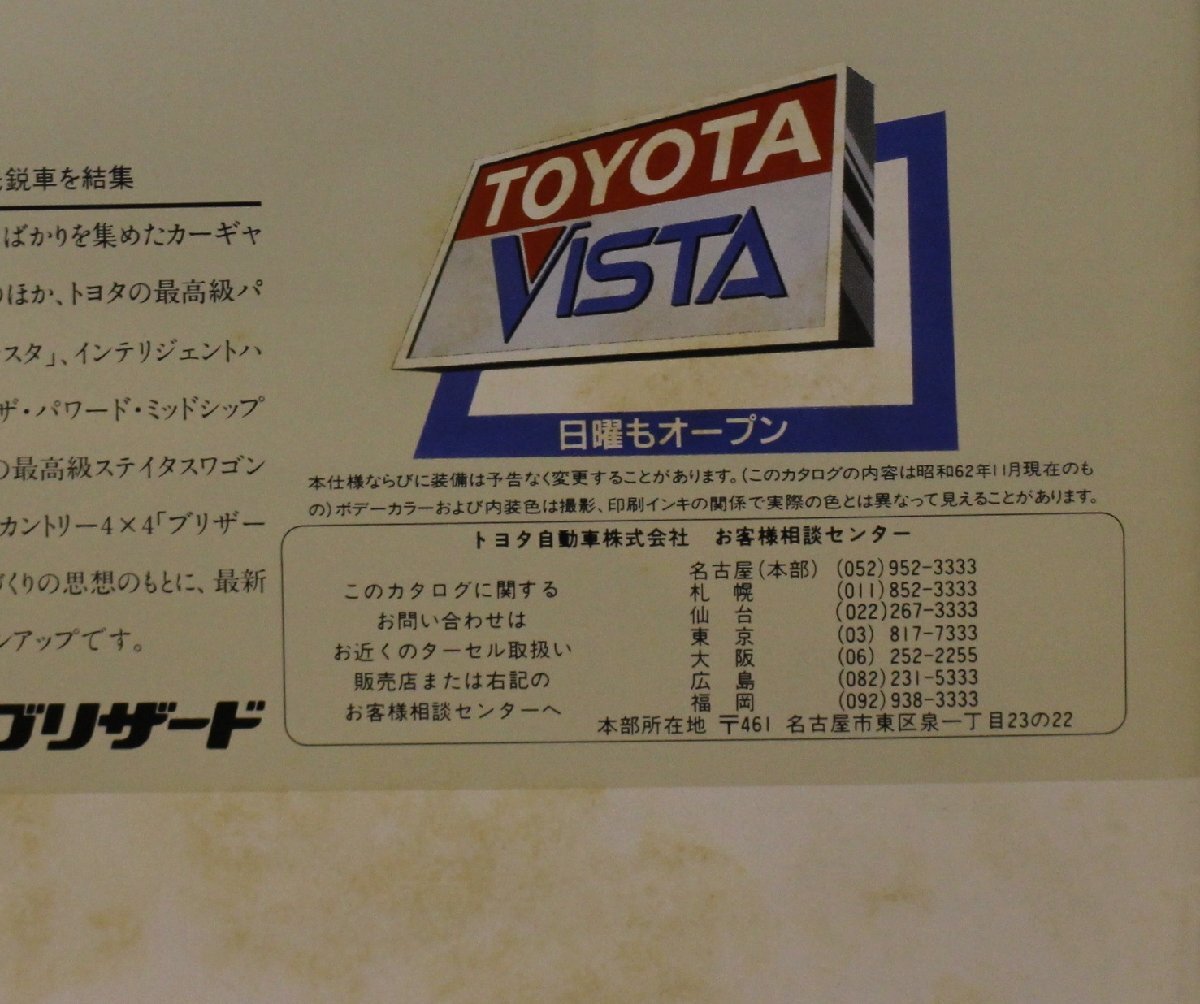 鋭車を結集
ばかりを集めたカーギャ
ほか、トヨタの最高級パ
スタ」、インテリジェントハ
ザ・パワード・ミッドシップ
の最高級ステイタスワゴン
カントリー4×4「ブリザー
づくりの思想のもとに、最新
ンアップです。
ブリザード
TOYOTA
VISTA
日曜もオープン
本仕様ならびに装備は予告なく変更することがあります。(このカタログの内容は昭和62年11月現在のも
の)ボデーカラーおよび内装色は撮影、印刷インキの関係で実際の色とは異なって見えることがあります。
トヨタ自動車株式会社 お客様相談センター
このカタログに関する
お問い合わせは
お近くのターセル取扱い
販売店または右記の
お客様相談センターへ
名古屋(本部) (052)952-3333
札幌 (011)852-3333
仙台 (022)267-3333
東京 (03) 817-7333
大阪 (06) 252-2255
広島 (082)231-5333
福岡 (092)938-3333
本部所在地 〒461 名古屋市東区泉一丁目23の22